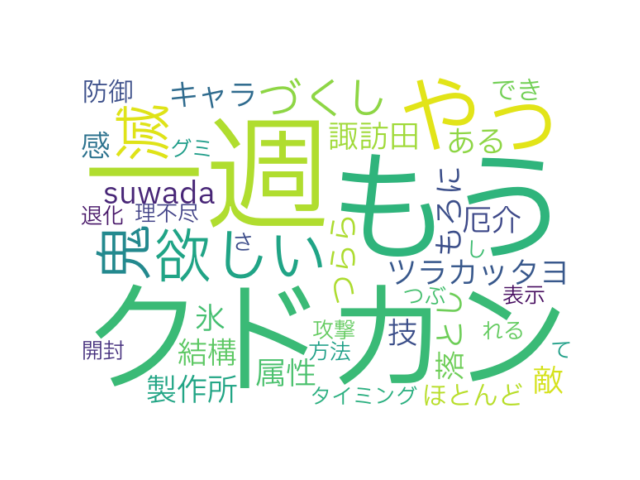 防御
キャラ
づくし
やっ
でき
滅
一週
もう
感
グミ
諏訪田
ある
suwada
退化
理不尽
鬼
欲しい
さ
つらら
もろに
厄介
し
ツラカッタヨ
クドカン
氷
結構
開封
製作所
属性
攻撃
方法
タイミング
技
つぶ
落とし
表示
れる
ほとんど
敵
て